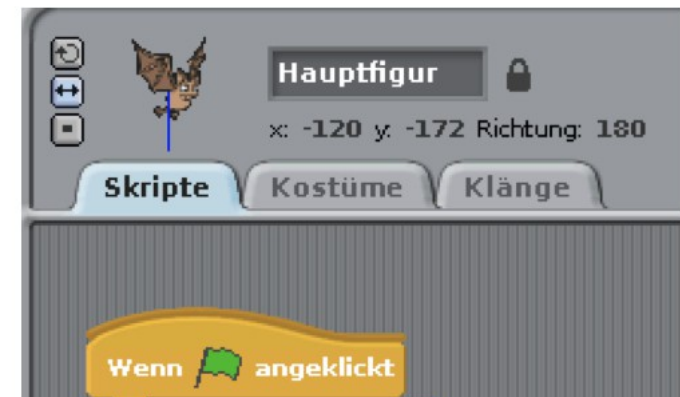 Hauptfigur
x: -120 y: -172 Richtung: 180
Skripte Kostüme Klänge
Wenn angeklickt